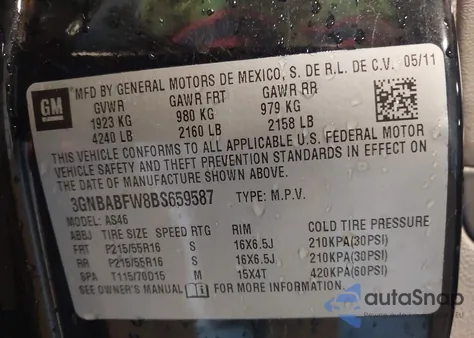 GM
MFD BY GENERAL MOTORS DE MEXICO, S. DE R.L. DE C.V. 05/11
GVWR GAWR FRT GAWR RR
1923 KG 980 KG 979 KG
4240 LB 2160 LB 2158 LB
THIS VEHICLE CONFORMS TO ALL APPLICABLE U.S. FEDERAL MOTOR
VEHICLE SAFETY AND THEFT PREVENTION STANDARDS IN EFFECT ON
THE DATE OF MANUFACTURE SHOWN ABOVE.
3GNBABFW8BS659587 TYPE: M.P.V.
MODEL: AS46
ABBJ TIRE SIZE SPEED RTG RIM COLD TIRE PRESSURE
FRT P215/55R16 S 16X6.5J 210KPA(30PSI)
RR P215/55R16 S 16X6.5J 210KPA(30PSI)
SPA T115/70D15 M 15X4T 420KPA(60PSI)
SEE OWNER'S MANUAL FOR MORE INFORMATION.
autoSnap